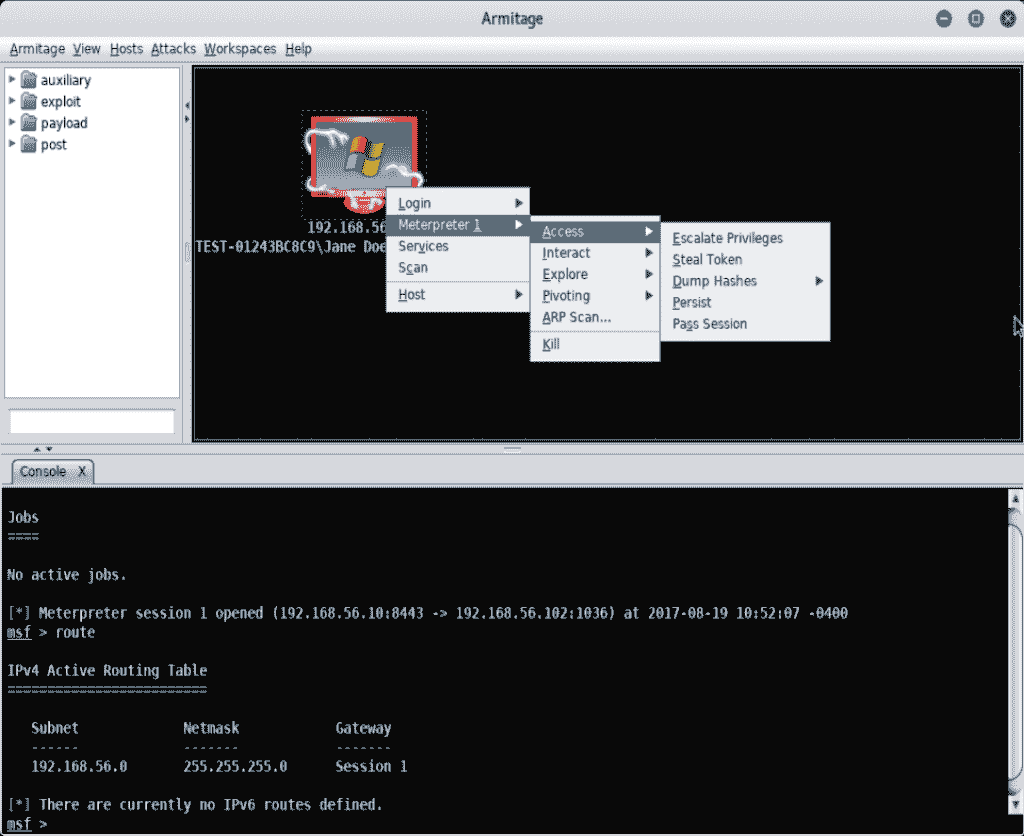 Armitage
Armitage View Hosts Attacks Workspaces Help
auxiliary
exploit
payload
post
192.168.56
TEST-01243BC8C9\Jane Doe
Login
Meterpreter 1
Services
Scan
Host
Access
Interact
Explore
Pivoting
ARP Scan...
Kill
Escalate Privileges
Steal Token
Dump Hashes
Persist
Pass Session
Console X
Jobs
====
No active jobs.
[*] Meterpreter session 1 opened (192.168.56.10:8443 -> 192.168.56.102:1036) at 2017-08-19 10:52:07 -0400
msf > route
IPv4 Active Routing Table
=========================
Subnet Netmask Gateway
------ ------- -------
192.168.56.0 255.255.255.0 Session 1
[*] There are currently no IPv6 routes defined.
msf >